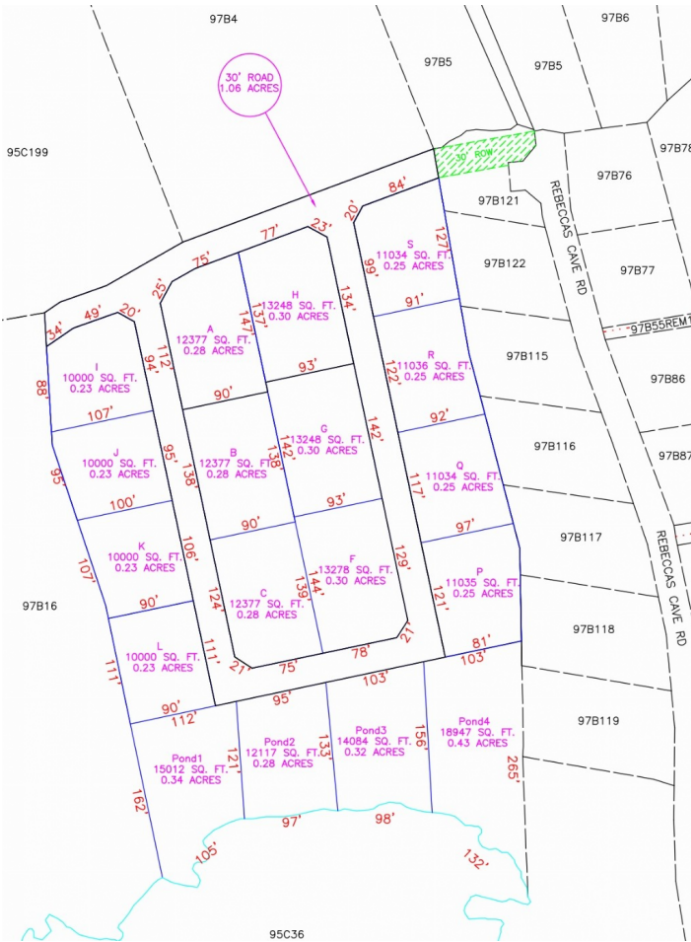 97B4
97B6
97B5
97B5
30' ROAD
1.06 ACRES
95C199
30' ROW
97B78
97B76
84'
97B121
REBECCAS CAVE RD
20'
23'
77'
S
11034 SQ. FT.
0.25 ACRES
127'
99'
75'
97B122
97B77
25'
H
13248 SQ. FT.
0.30 ACRES
134'
137'
147'
A
12377 SQ. FT.
0.28 ACRES
112'
91'
34'
49'
20'
97B55REM1
94'
I
10000 SQ. FT.
0.23 ACRES
88'
R
11036 SQ. FT.
0.25 ACRES
122'
97B115
93'
90'
97B86
107'
92'
G
13248 SQ. FT.
0.30 ACRES
142'
142'
138'
B
12377 SQ. FT.
0.28 ACRES
138'
95'
J
10000 SQ. FT.
0.23 ACRES
95'
97B116
97B87
Q
11034 SQ. FT.
0.25 ACRES
117'
93'
100'
90'
97'
97B117
REBECCAS CAVE RD
K
10000 SQ. FT.
0.23 ACRES
106'
107'
F
13278 SQ. FT.
0.30 ACRES
129'
144'
139'
P
11035 SQ. FT.
0.25 ACRES
121'
C
12377 SQ. FT.
0.28 ACRES
124'
90'
97B16
21'
97B118
81'
103'
L
10000 SQ. FT.
0.23 ACRES
111'
111'
21'
75'
78'
103'
95'
90'
112'
97B119
Pond4
18947 SQ. FT.
0.43 ACRES
Pond3
14084 SQ. FT.
0.32 ACRES
156'
Pond2
12117 SQ. FT.
0.28 ACRES
133'
Pond1
15012 SQ. FT.
0.34 ACRES
121'
265'
162'
97'
98'
105'
132'
95C36